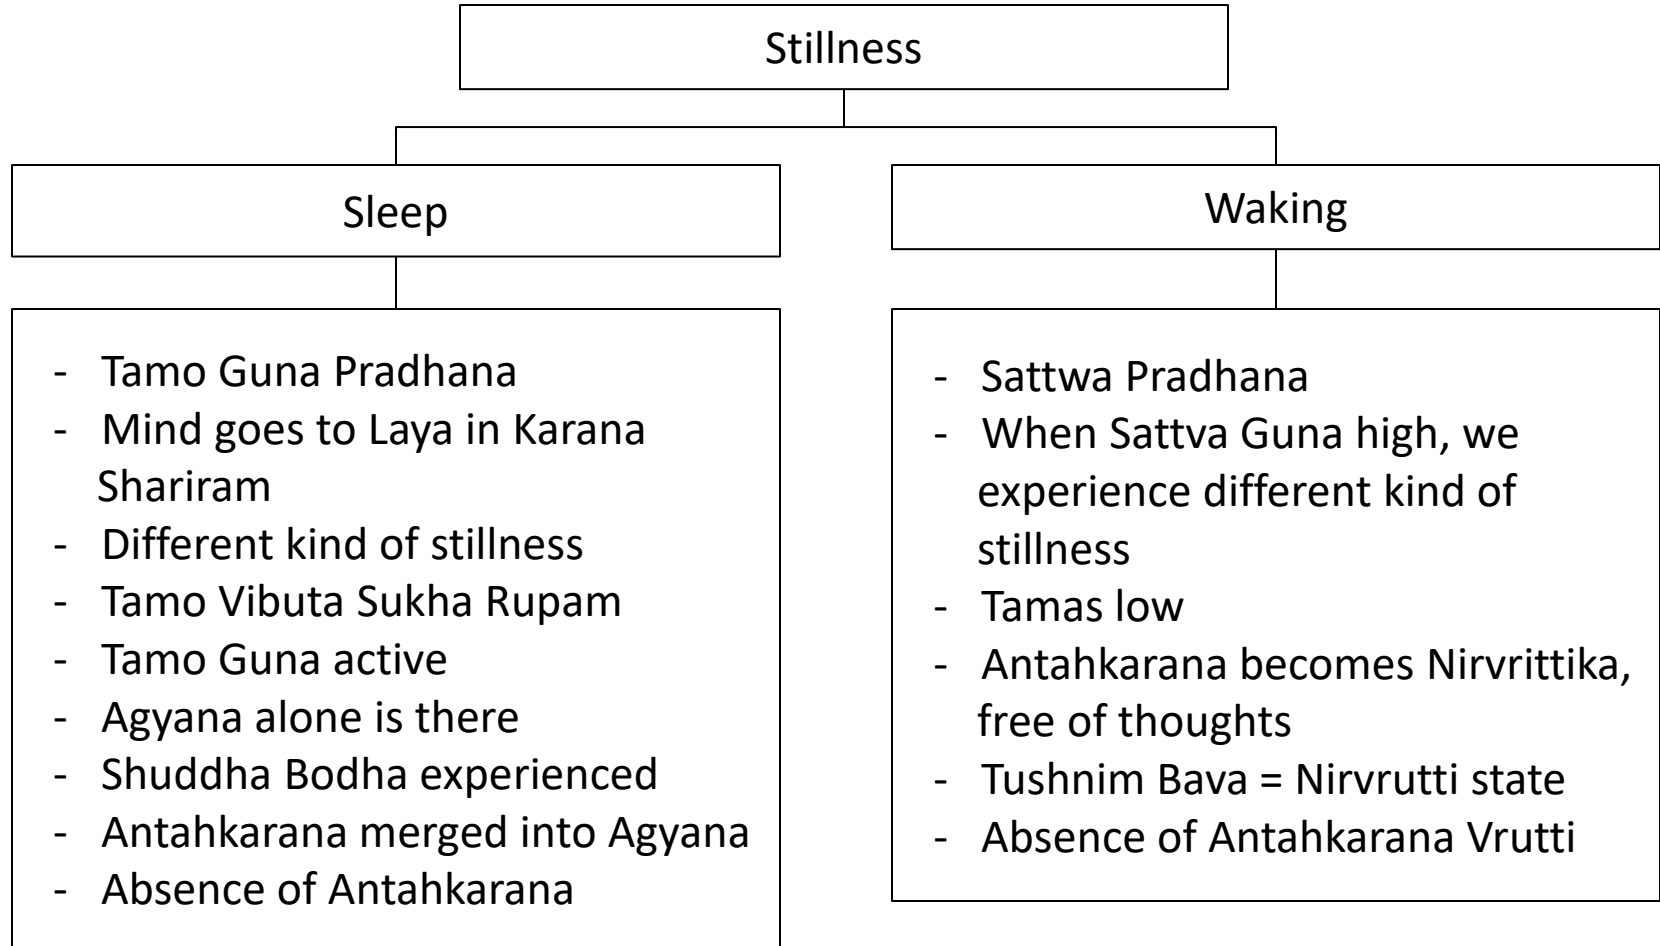 Stillness
Sleep
- Tamo Guna Pradhana
- Mind goes to Laya in Karana
Shariram
- Different kind of stillness
- Tamo Vibuta Sukha Rupam
- Tamo Guna active
- Agyana alone is there
- Shuddha Bodha experienced
- Antahkarana merged into Agyana
- Absence of Antahkarana
Waking
- Sattwa Pradhana
- When Sattva Guna high, we
experience different kind of
stillness
- Tamas low
- Antahkarana becomes Nirvrittika,
free of thoughts
- Tushnim Bava = Nirvrutti state
- Absence of Antahkarana Vrutti